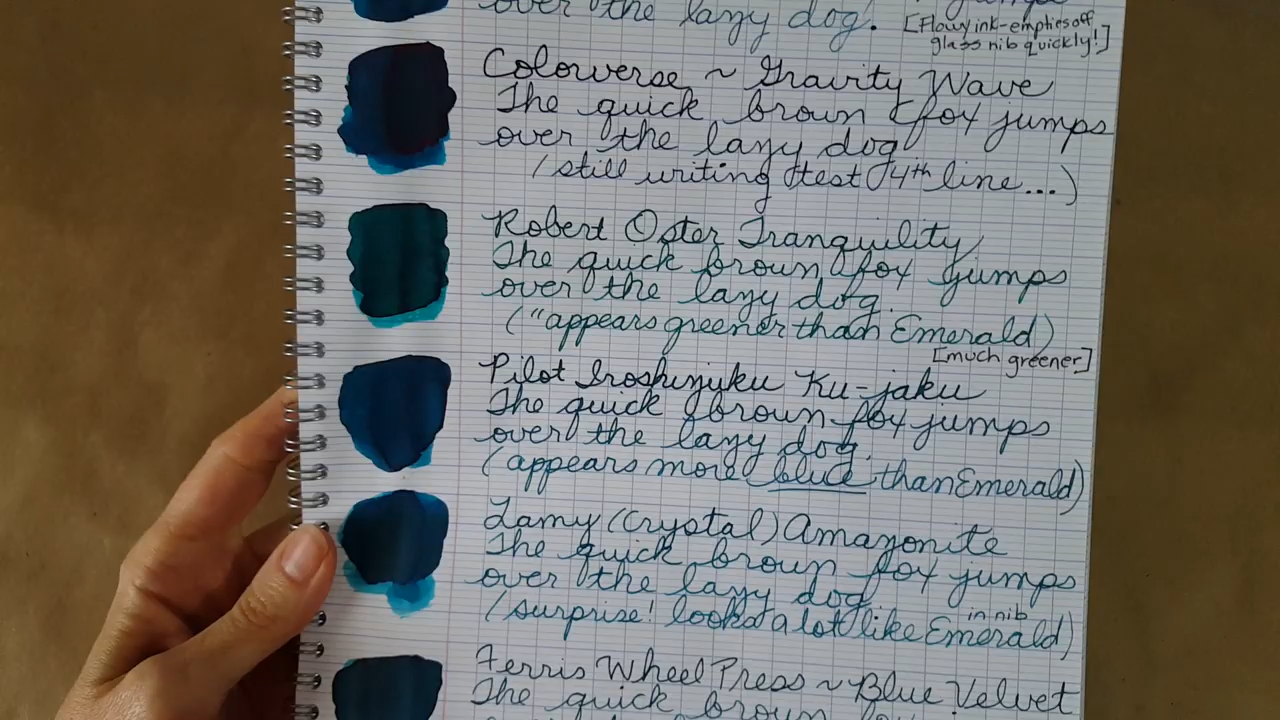 over the lazy dog.
[Flowy ink-empties off
glass nib quickly!]
Colorverse ~ Gravity Wave
The quick brown fox jumps
over the lazy dog
(still writing test 4th line...)
Robert Oster Tranquility
The quick brown fox jumps
over the lazy dog.
("appears greener than Emerald)
[much greener]
Pilot Iroshizuku Ku-jaku
The quick brown fox jumps
over the lazy dog.
(appears more blue than Emerald)
Lamy (Crystal) Amazonite
The quick brown fox jumps
over the lazy dog
(surprise! looks a lot like Emerald in nib)
Ferris Wheel Press ~ Blue Velvet
The quick brown fox